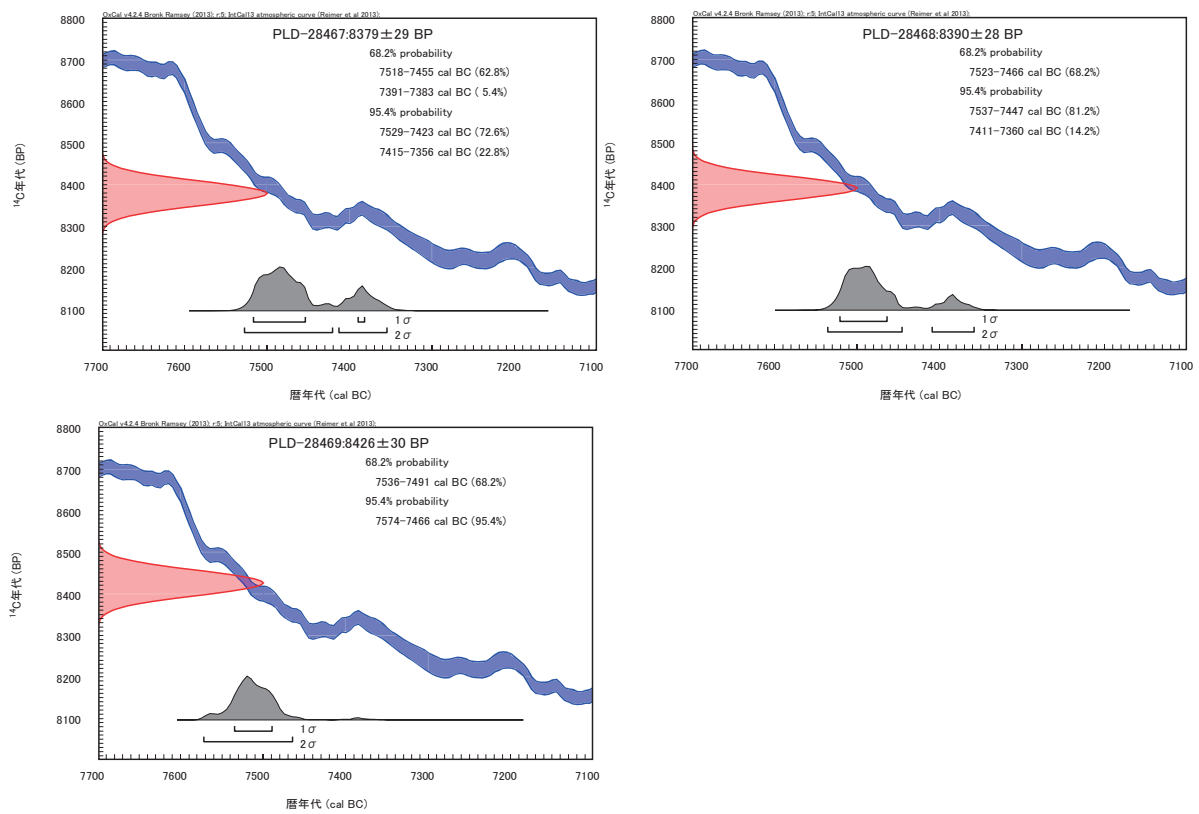 OxCal v4.2.4 Bronk Ramsey (2013); r:5; IntCal13 atmospheric curve (Reimer et al 2013);
PLD-28467:8379±29 BP
68.2% probability
7518-7455 cal BC (62.8%)
7391-7383 cal BC ( 5.4%)
95.4% probability
7529-7423 cal BC (72.6%)
7415-7356 cal BC (22.8%)
8800
8700
8600
8500
8400
8300
8200
8100
14C年代 (BP)
1σ
2σ
7700 7600 7500 7400 7300 7200 7100
暦年代 (cal BC)
OxCal v4.2.4 Bronk Ramsey (2013); r:5; IntCal13 atmospheric curve (Reimer et al 2013);
PLD-28468:8390±28 BP
68.2% probability
7523-7466 cal BC (68.2%)
95.4% probability
7537-7447 cal BC (81.2%)
7411-7360 cal BC (14.2%)
8800
8700
8600
8500
8400
8300
8200
8100
14C年代 (BP)
1σ
2σ
7700 7600 7500 7400 7300 7200 7100
暦年代 (cal BC)
OxCal v4.2.4 Bronk Ramsey (2013); r:5; IntCal13 atmospheric curve (Reimer et al 2013);
PLD-28469:8426±30 BP
68.2% probability
7536-7491 cal BC (68.2%)
95.4% probability
7574-7466 cal BC (95.4%)
8800
8700
8600
8500
8400
8300
8200
8100
14C年代 (BP)
1σ
2σ
7700 7600 7500 7400 7300 7200 7100
暦年代 (cal BC)